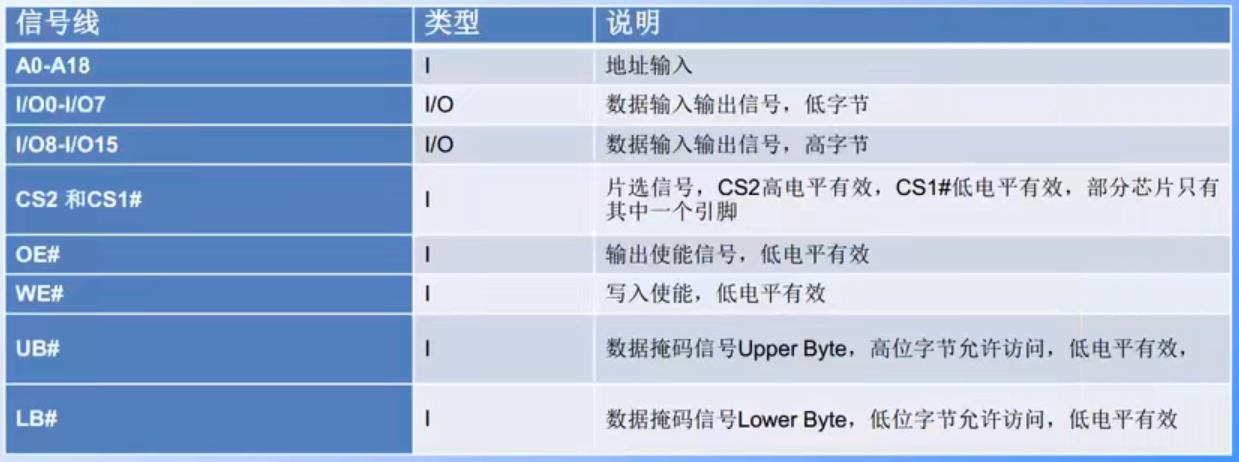 信号线 类型 说明
A0-A18 I 地址输入
I/O0-I/O7 I/O 数据输入输出信号，低字节
I/O8-I/O15 I/O 数据输入输出信号，高字节
CS2 和CS1# I 片选信号，CS2高电平有效，CS1#低电平有效，部分芯片只有
其中一个引脚
OE# I 输出使能信号，低电平有效
WE# I 写入使能，低电平有效
UB# I 数据掩码信号Upper Byte，高位字节允许访问，低电平有效，
LB# I 数据掩码信号Lower Byte，低位字节允许访问，低电平有效